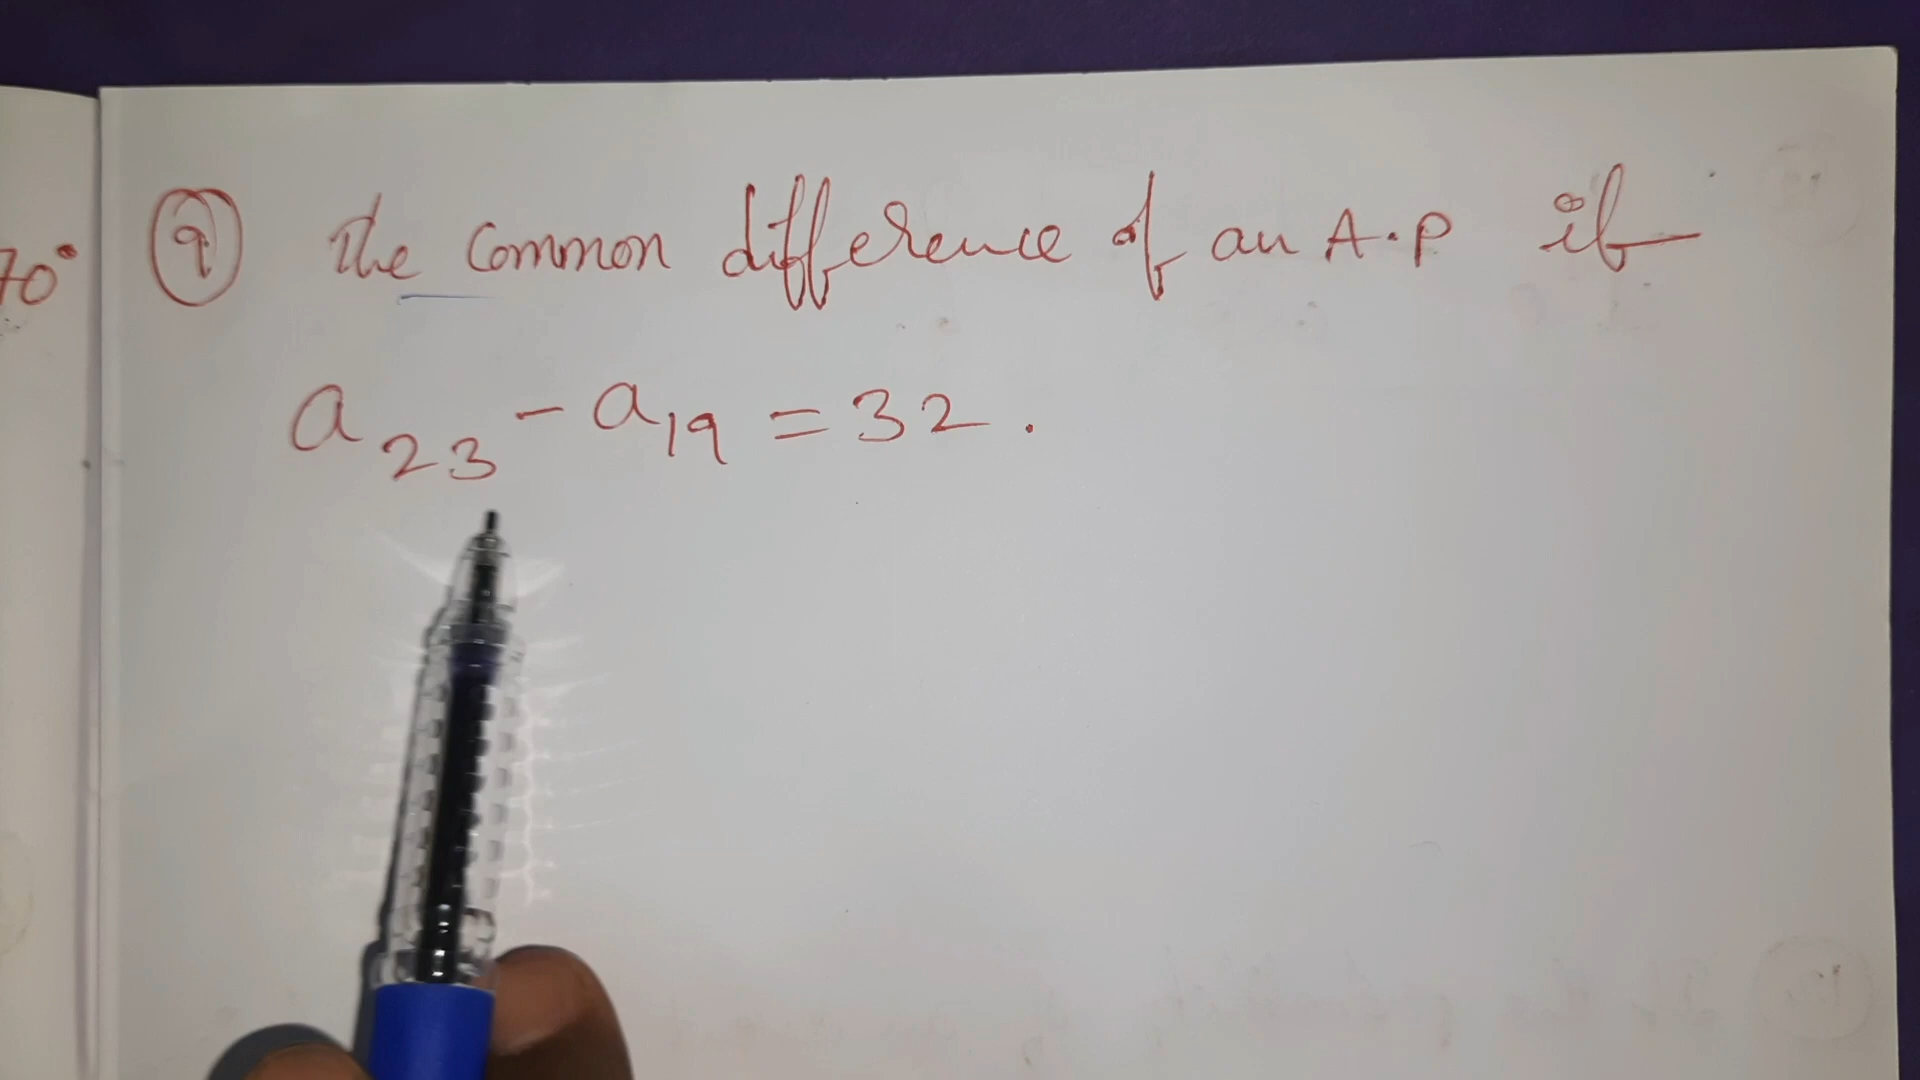 70°
9 The Common difference of an A.P if
a₂₃ - a₁₉ = 32.